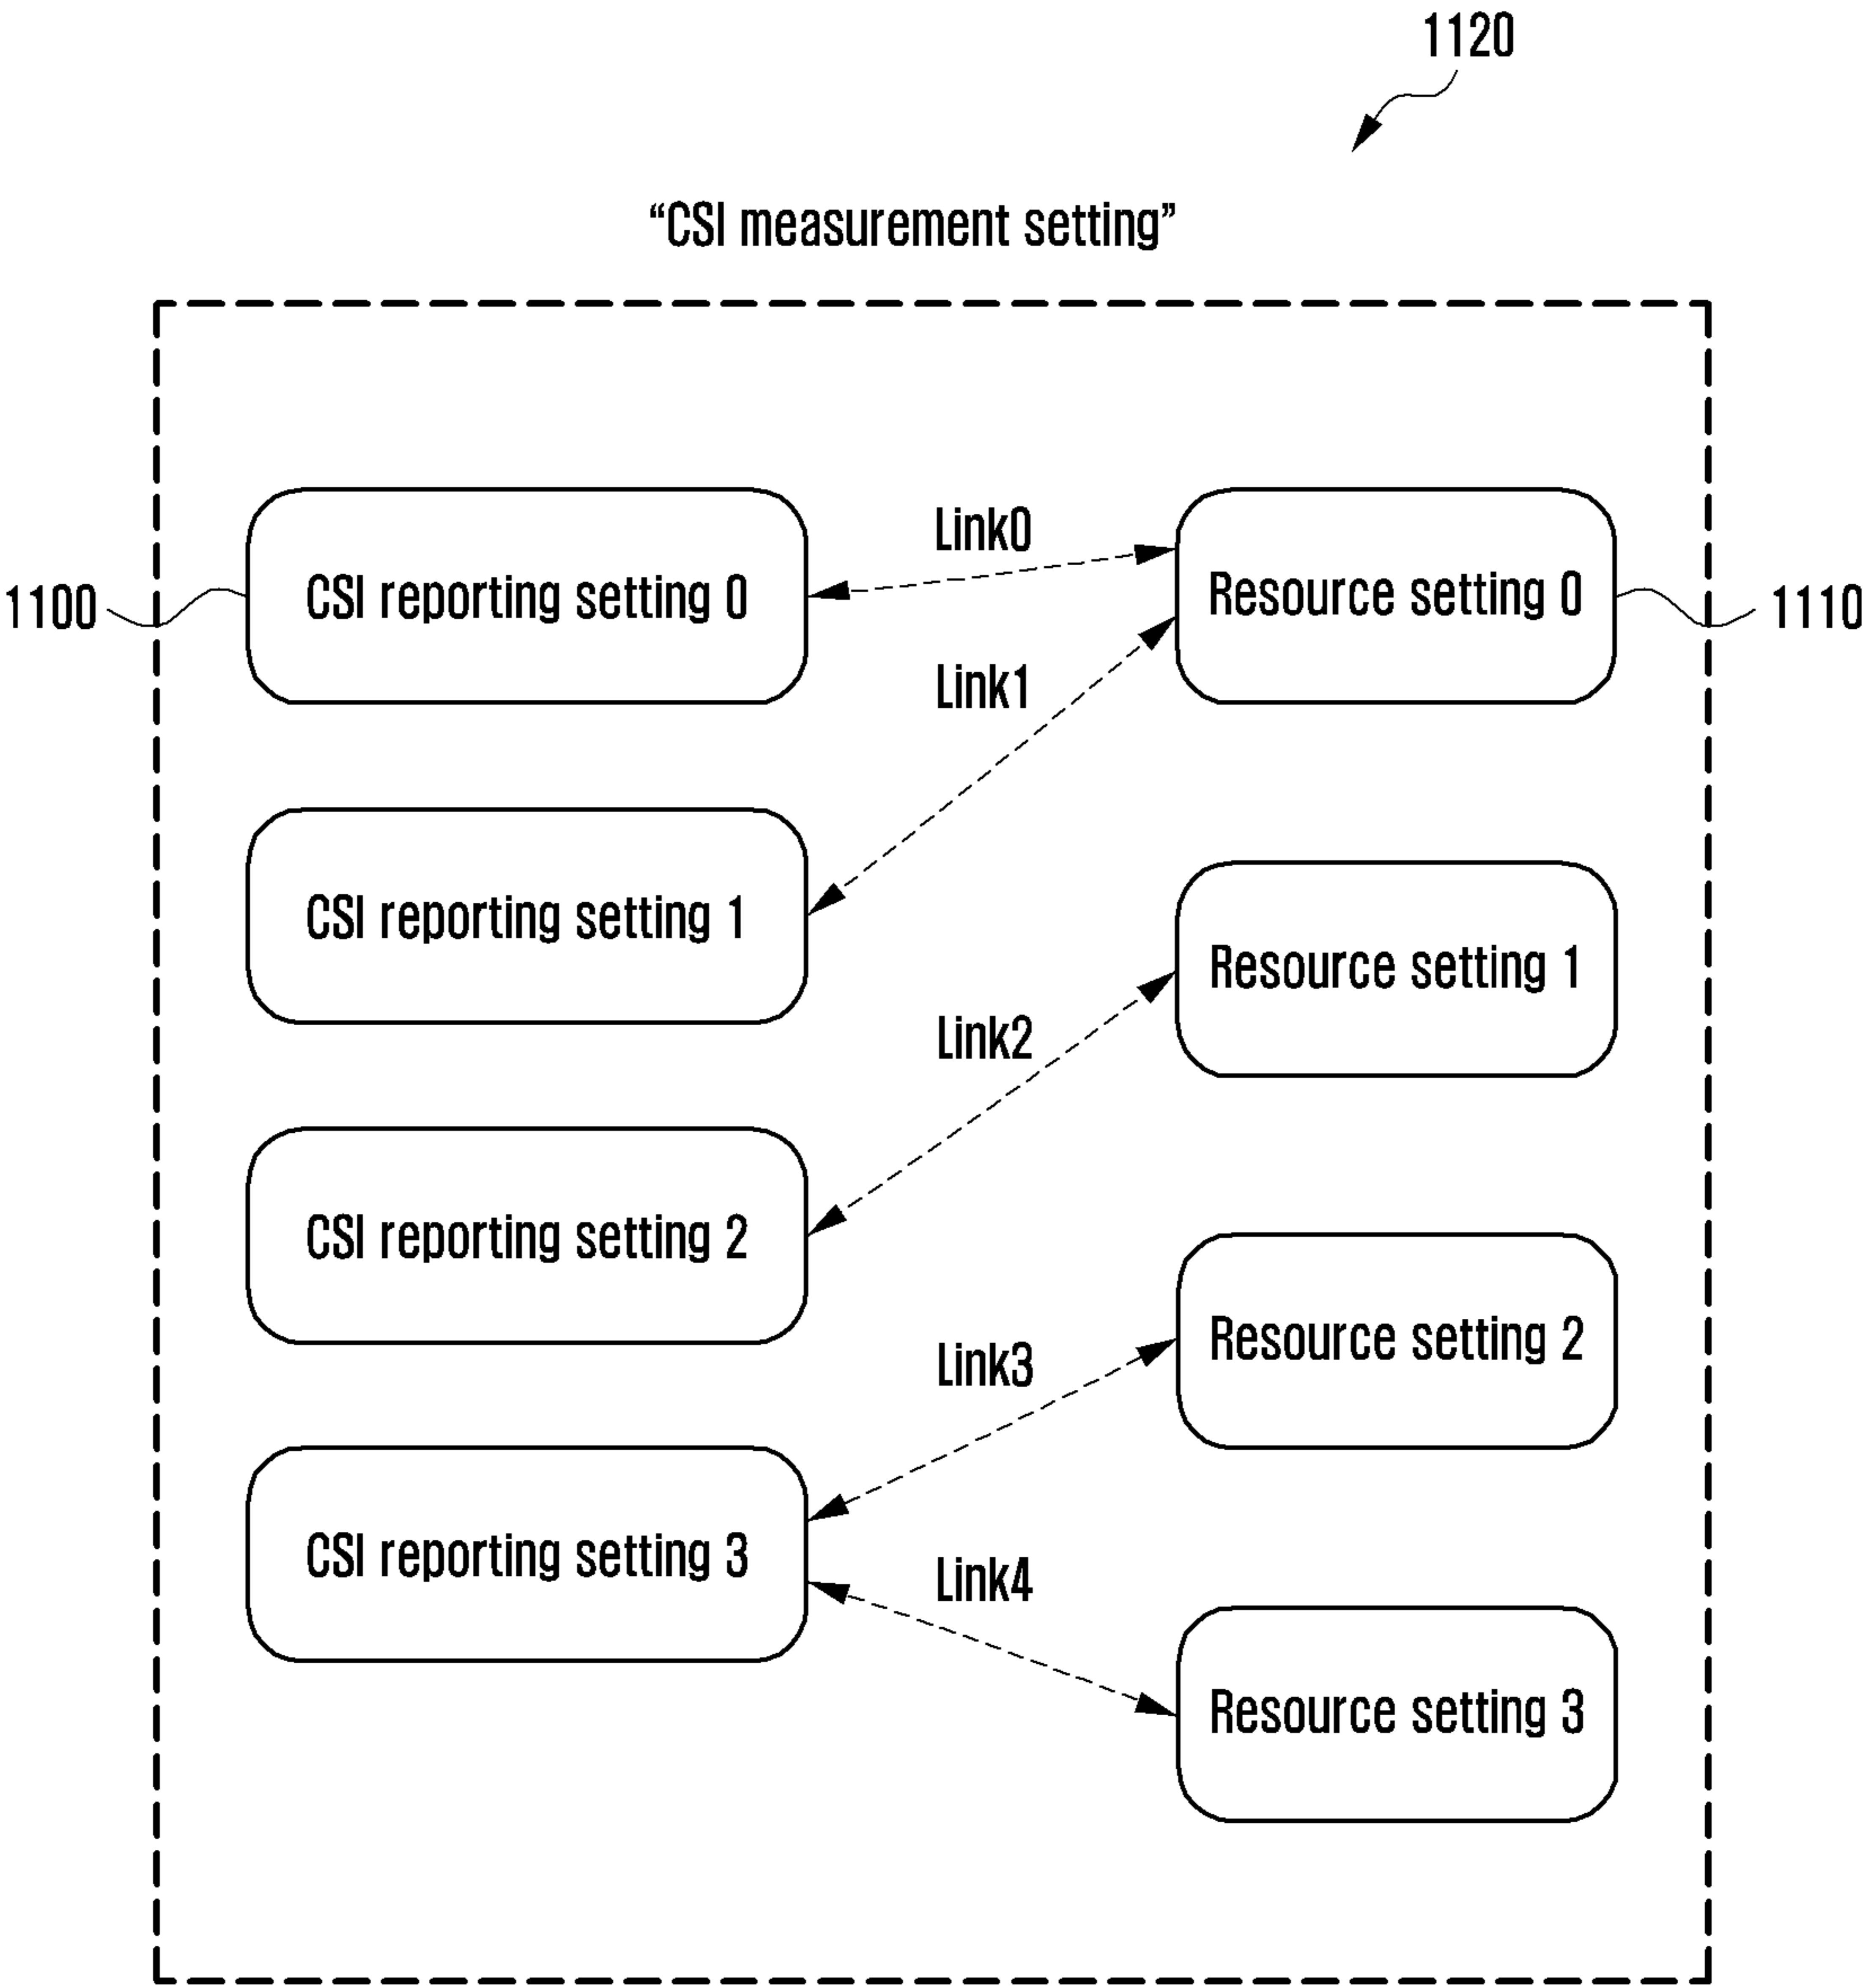 1120
“CSI measurement setting”
Link0
1100
CSI reporting setting 0
Resource setting 0
1110
Link1
CSI reporting setting 1
Resource setting 1
Link2
CSI reporting setting 2
Resource setting 2
Link3
CSI reporting setting 3
Link4
Resource setting 3